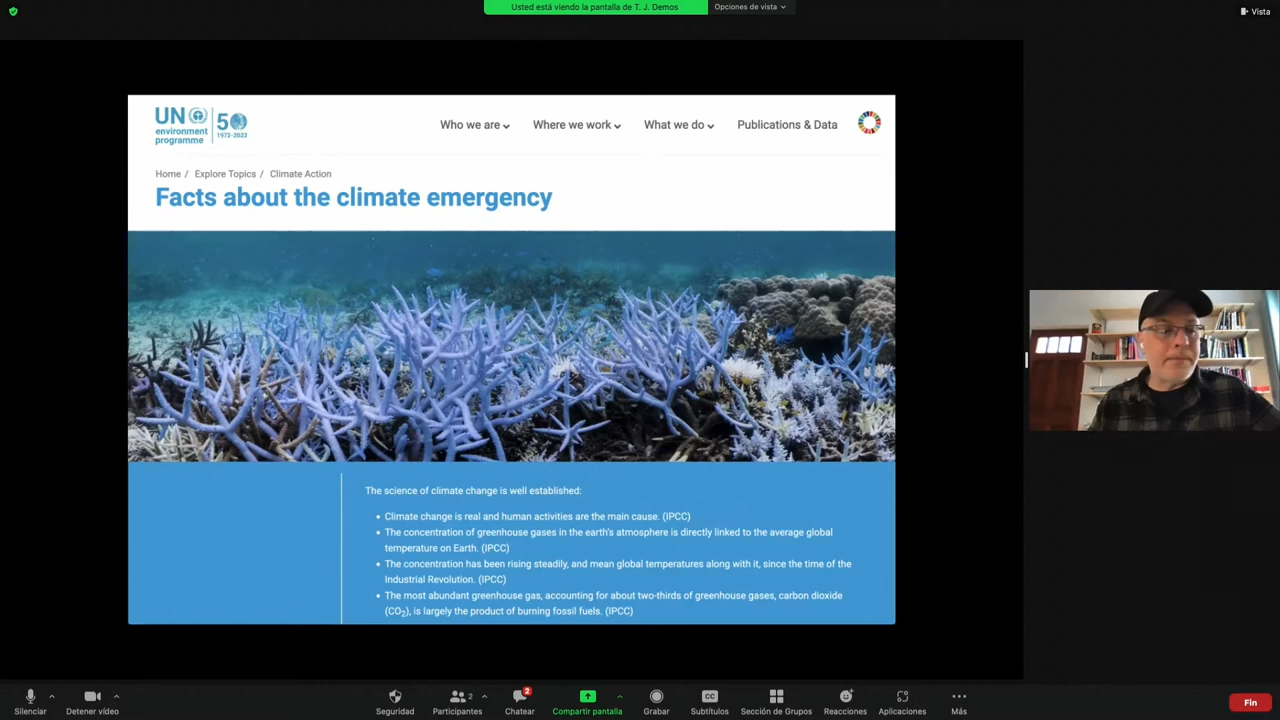 Usted está viendo la pantalla de T. J. Demos
Opciones de vista
Vista
UN
environment
programme
50
1972-2022
Who we are
Where we work
What we do
Publications & Data
Home / Explore Topics / Climate Action
Facts about the climate emergency
The science of climate change is well established:
• Climate change is real and human activities are the main cause. (IPCC)
• The concentration of greenhouse gases in the earth's atmosphere is directly linked to the average global
temperature on Earth. (IPCC)
• The concentration has been rising steadily, and mean global temperatures along with it, since the time of the
Industrial Revolution. (IPCC)
• The most abundant greenhouse gas, accounting for about two-thirds of greenhouse gases, carbon dioxide
(CO₂), is largely the product of burning fossil fuels. (IPCC)
Silenciar
Detener vídeo
Seguridad
2
Participantes
2
Chatear
Compartir pantalla
Grabar
CC
Subtítulos
Sección de Grupos
Reacciones
Aplicaciones
Más
Fin